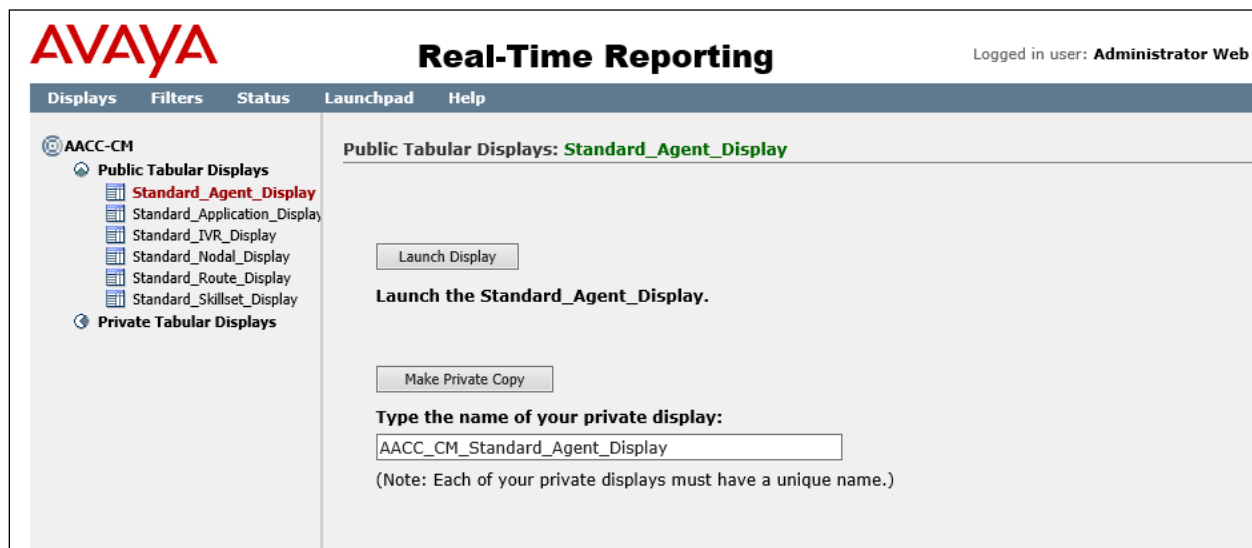 AVAYA
Real-Time Reporting
Logged in user: Administrator Web
Displays Filters Status Launchpad Help
AACC-CM
Public Tabular Displays
Standard_Agent_Display
Standard_Application_Display
Standard_IVR_Display
Standard_Nodal_Display
Standard_Route_Display
Standard_Skillset_Display
Private Tabular Displays
Public Tabular Displays: Standard_Agent_Display
Launch Display
Launch the Standard_Agent_Display.
Make Private Copy
Type the name of your private display:
AACC_CM_Standard_Agent_Display
(Note: Each of your private displays must have a unique name.)